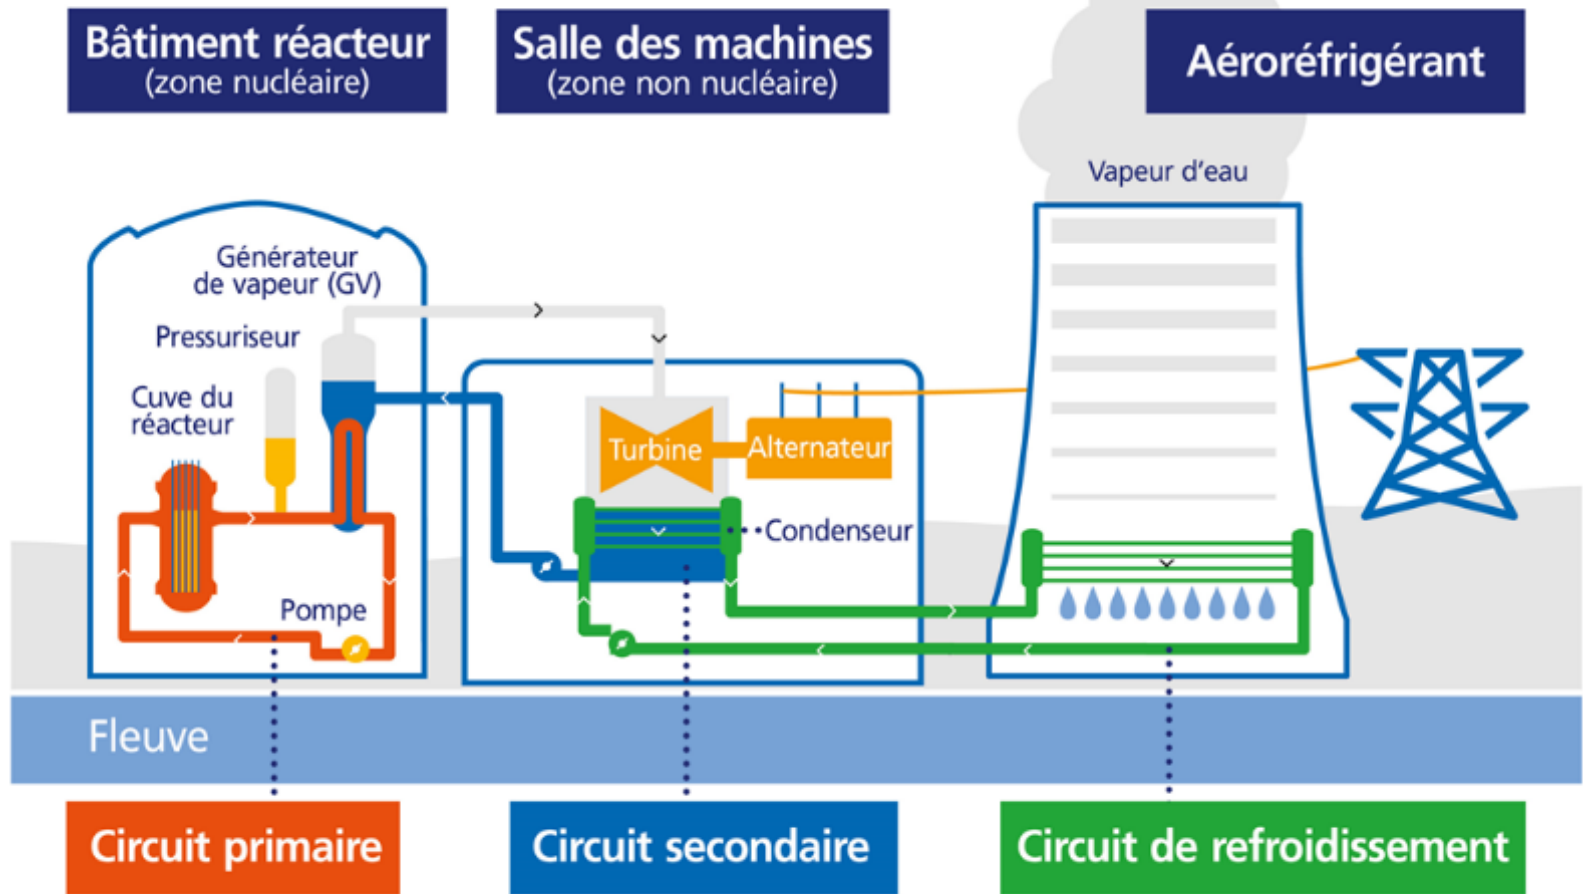 Bâtiment réacteur
(zone nucléaire)
Salle des machines
(zone non nucléaire)
Aéroréfrigérant
Vapeur d'eau
Générateur
de vapeur (GV)
Pressuriseur
Cuve du
réacteur
Turbine
Alternateur
Condenseur
Pompe
Fleuve
Circuit primaire
Circuit secondaire
Circuit de refroidissement